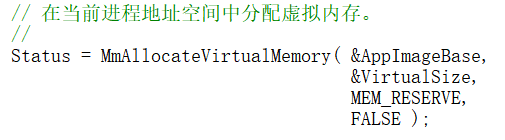 // 在当前进程地址空间中分配虚拟内存。
//
Status = MmAllocateVirtualMemory( &AppImageBase,
&VirtualSize,
MEM_RESERVE,
FALSE );